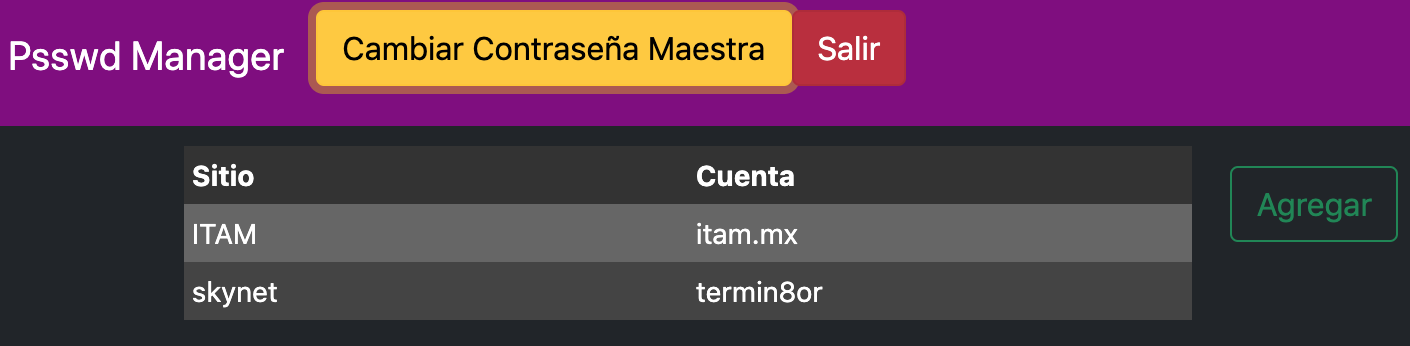 Psswd Manager Cambiar Contraseña Maestra Salir
Sitio Cuenta Agregar
ITAM itam.mx
skynet termin8or